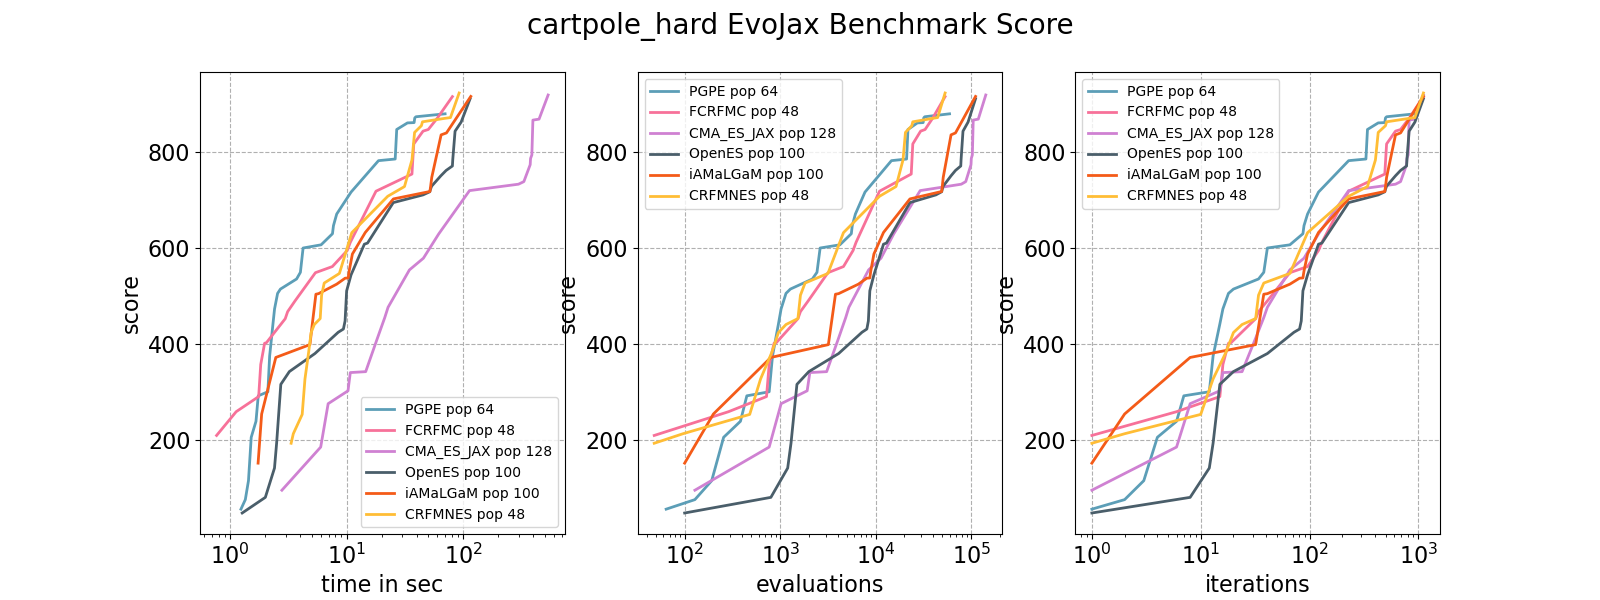 cartpole_hard EvoJax Benchmark Score
score
800
600
400
200
10⁰
10¹
10²
time in sec
PGPE pop 64
FCRFMC pop 48
CMA_ES_JAX pop 128
OpenES pop 100
iAMaLGaM pop 100
CRFMNES pop 48
score
800
600
400
200
10²
10³
10⁴
10⁵
evaluations
PGPE pop 64
FCRFMC pop 48
CMA_ES_JAX pop 128
OpenES pop 100
iAMaLGaM pop 100
CRFMNES pop 48
score
800
600
400
200
10⁰
10¹
10²
10³
iterations
PGPE pop 64
FCRFMC pop 48
CMA_ES_JAX pop 128
OpenES pop 100
iAMaLGaM pop 100
CRFMNES pop 48